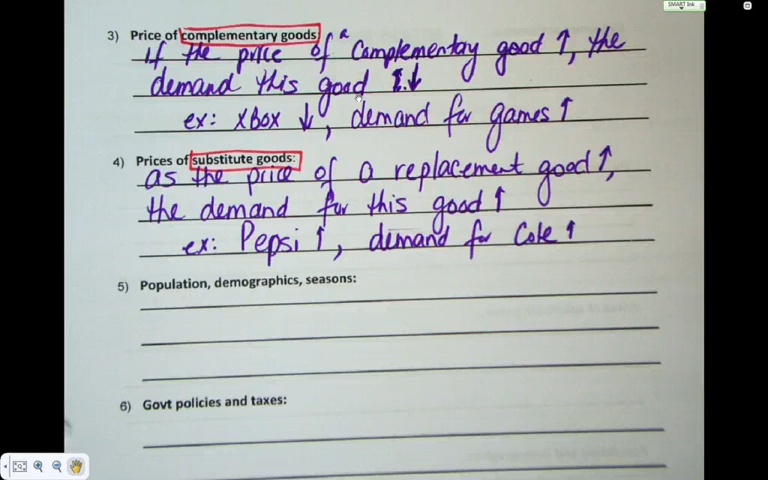 SMART Ink
3) Price of complementary goods
If the price of a Complementary good ↑, the
demand this good ↓
ex: XBox ↓, demand for games ↑
4) Prices of substitute goods:
as the price of a replacement good ↑,
the demand for this good ↑
ex: Pepsi ↑, demand for Coke ↑
5) Population, demographics, seasons:
6) Govt policies and taxes: